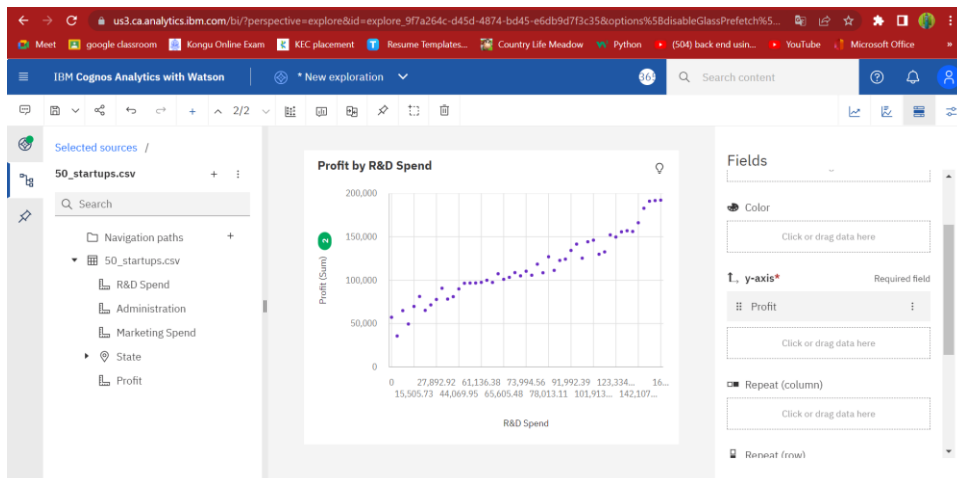 us3.ca.analytics.ibm.com/bi/?perspective=explore&id=explore_9f7a264c-d45d-4874-bd45-e6db9d7f3c35&options%5BdisableGlassPrefetch%5...
Meet google classroom Kongu Online Exam KEC placement Resume Templates... Country Life Meadow Python (504) back end usin... YouTube Microsoft Office »
IBM Cognos Analytics with Watson * New exploration 365 Search content
2/2
Selected sources /
50_startups.csv
Search
Navigation paths
50_startups.csv
R&D Spend
Administration
Marketing Spend
State
Profit
Profit by R&D Spend
2
Profit (Sum)
200,000
150,000
100,000
50,000
0
0 27,892.92 61,136.38 73,994.56 91,992.39 123,334... 16...
15,505.73 44,069.95 65,605.48 78,013.11 101,913... 142,107...
R&D Spend
Fields
Color
Click or drag data here
y-axis* Required field
Profit
Click or drag data here
Repeat (column)
Click or drag data here
Repeat (row)